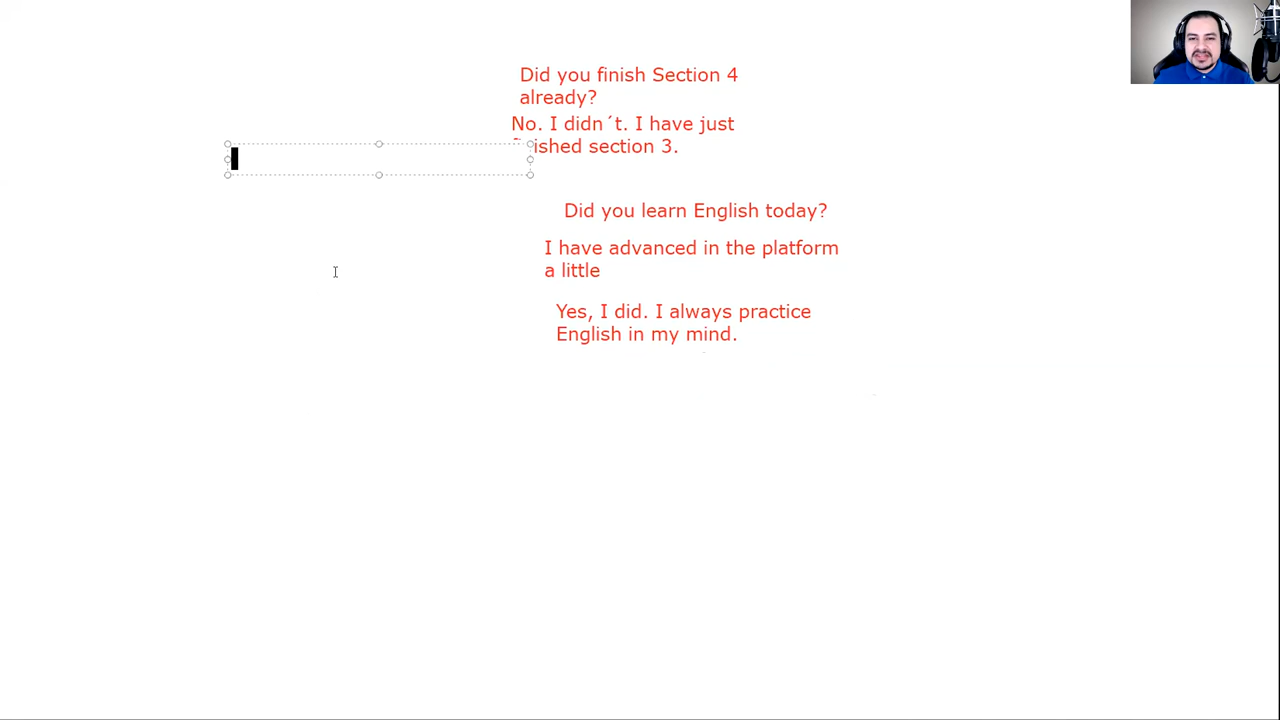 Did you finish Section 4
already?
No. I didn´t. I have just
finished section 3.
Did you learn English today?
I have advanced in the platform
a little
Yes, I did. I always practice
English in my mind.